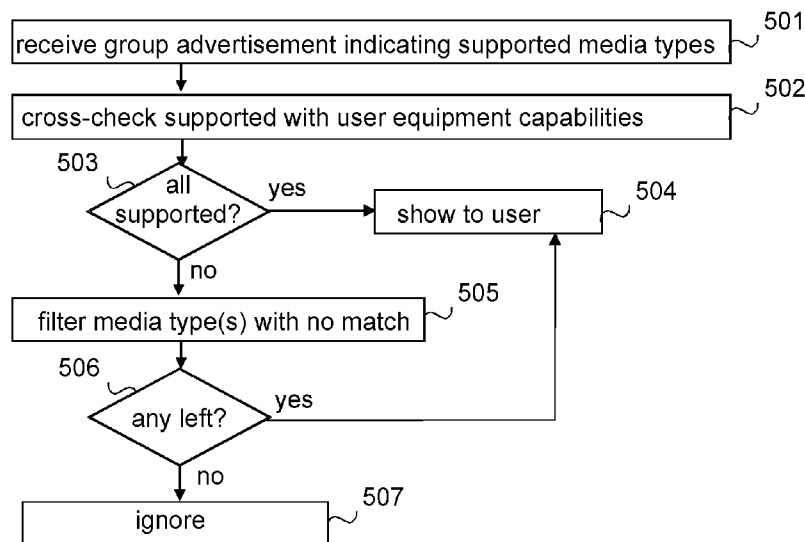 501
receive group advertisement indicating supported media types
502
cross-check supported with user equipment capabilities
503
all
supported?
yes
show to user
504
no
505
filter media type(s) with no match
506
any left?
yes
no
507
ignore